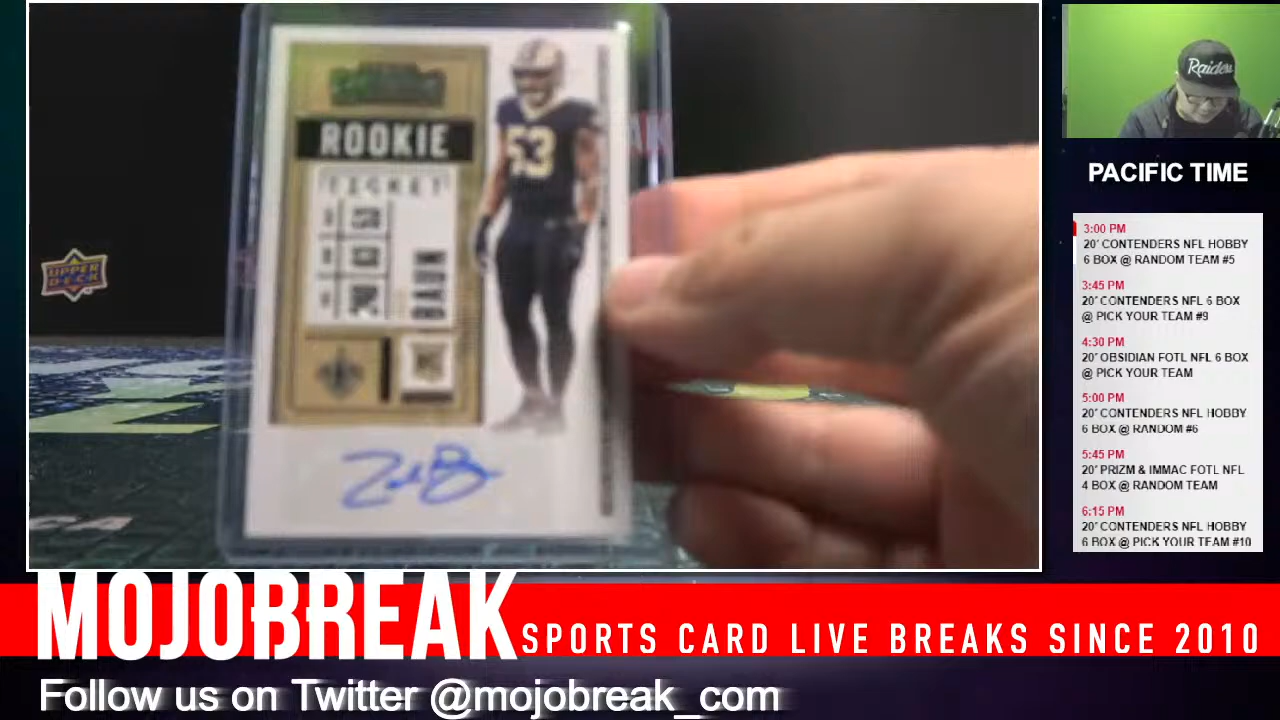 ROOKIE
TICKET
53
BAUN
53
UPPER
DECK
Raiders
PACIFIC TIME
3:00 PM
20' CONTENDERS NFL HOBBY
6 BOX @ RANDOM TEAM #5
3:45 PM
20' CONTENDERS NFL 6 BOX
@ PICK YOUR TEAM #9
4:30 PM
20' OBSIDIAN FOTL NFL 6 BOX
@ PICK YOUR TEAM
5:00 PM
20' CONTENDERS NFL HOBBY
6 BOX @ RANDOM #6
5:45 PM
20' PRIZM & IMMAC FOTL NFL
4 BOX @ RANDOM TEAM
6:15 PM
20' CONTENDERS NFL HOBBY
6 BOX @ PICK YOUR TEAM #10
MOJOBREAK
SPORTS CARD LIVE BREAKS SINCE 2010
Follow us on Twitter @mojobreak_com